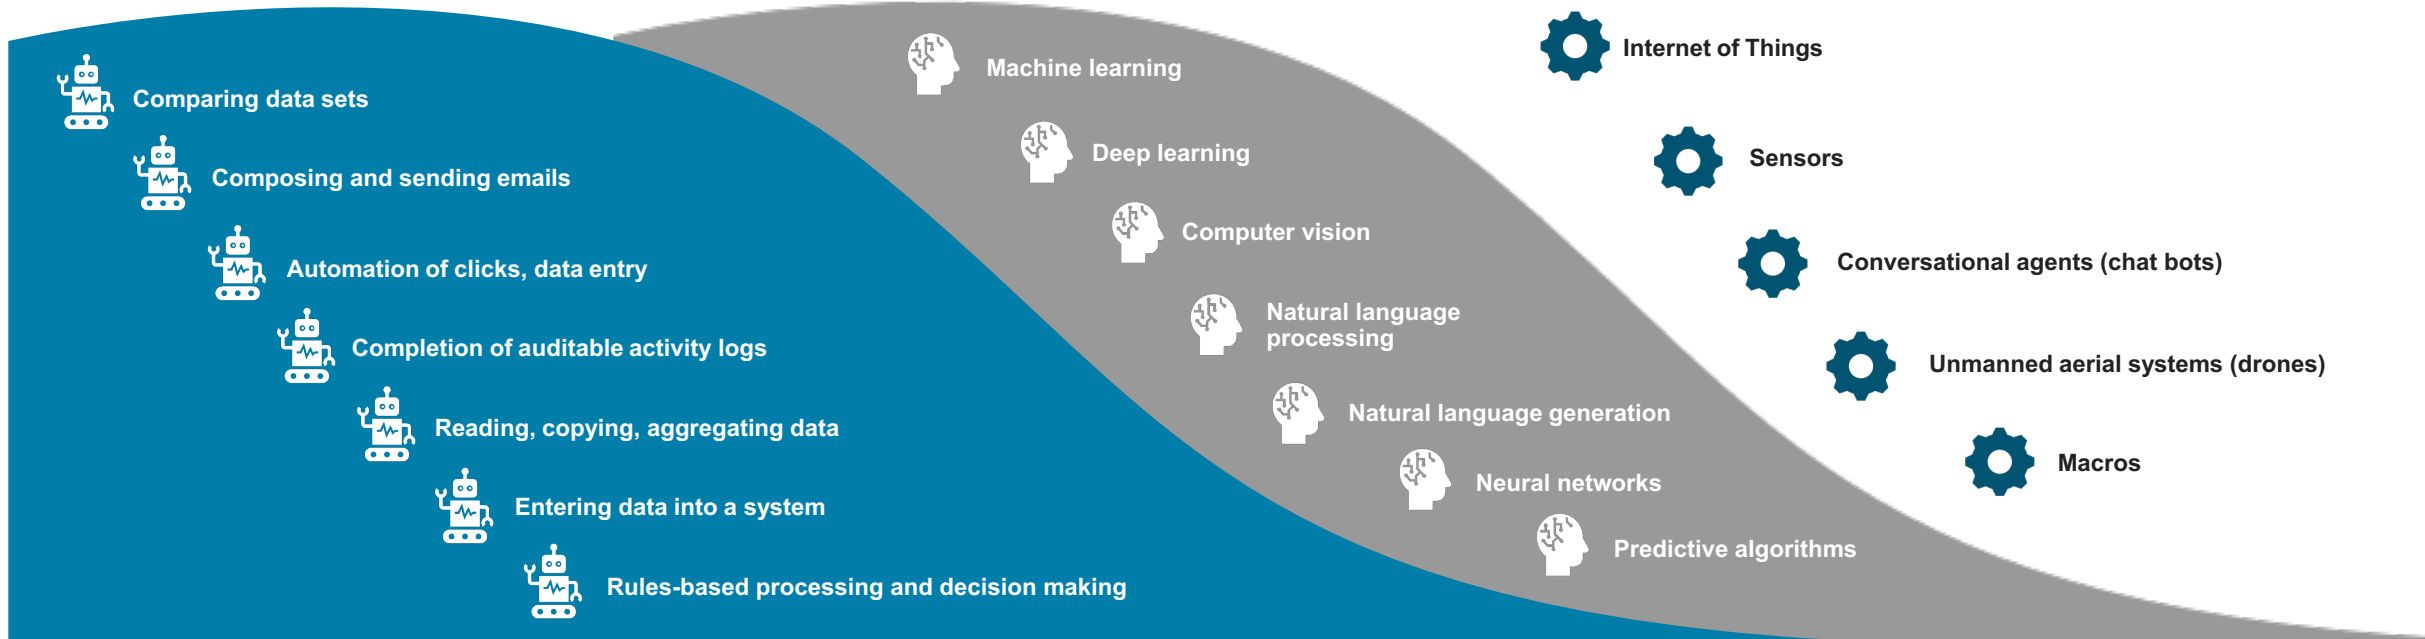 Comparing data sets
Composing and sending emails
Automation of clicks, data entry
Completion of auditable activity logs
Reading, copying, aggregating data
Entering data into a system
Rules-based processing and decision making
Machine learning
Deep learning
Computer vision
Natural language
processing
Natural language generation
Neural networks
Predictive algorithms
Internet of Things
Sensors
Conversational agents (chat bots)
Unmanned aerial systems (drones)
Macros